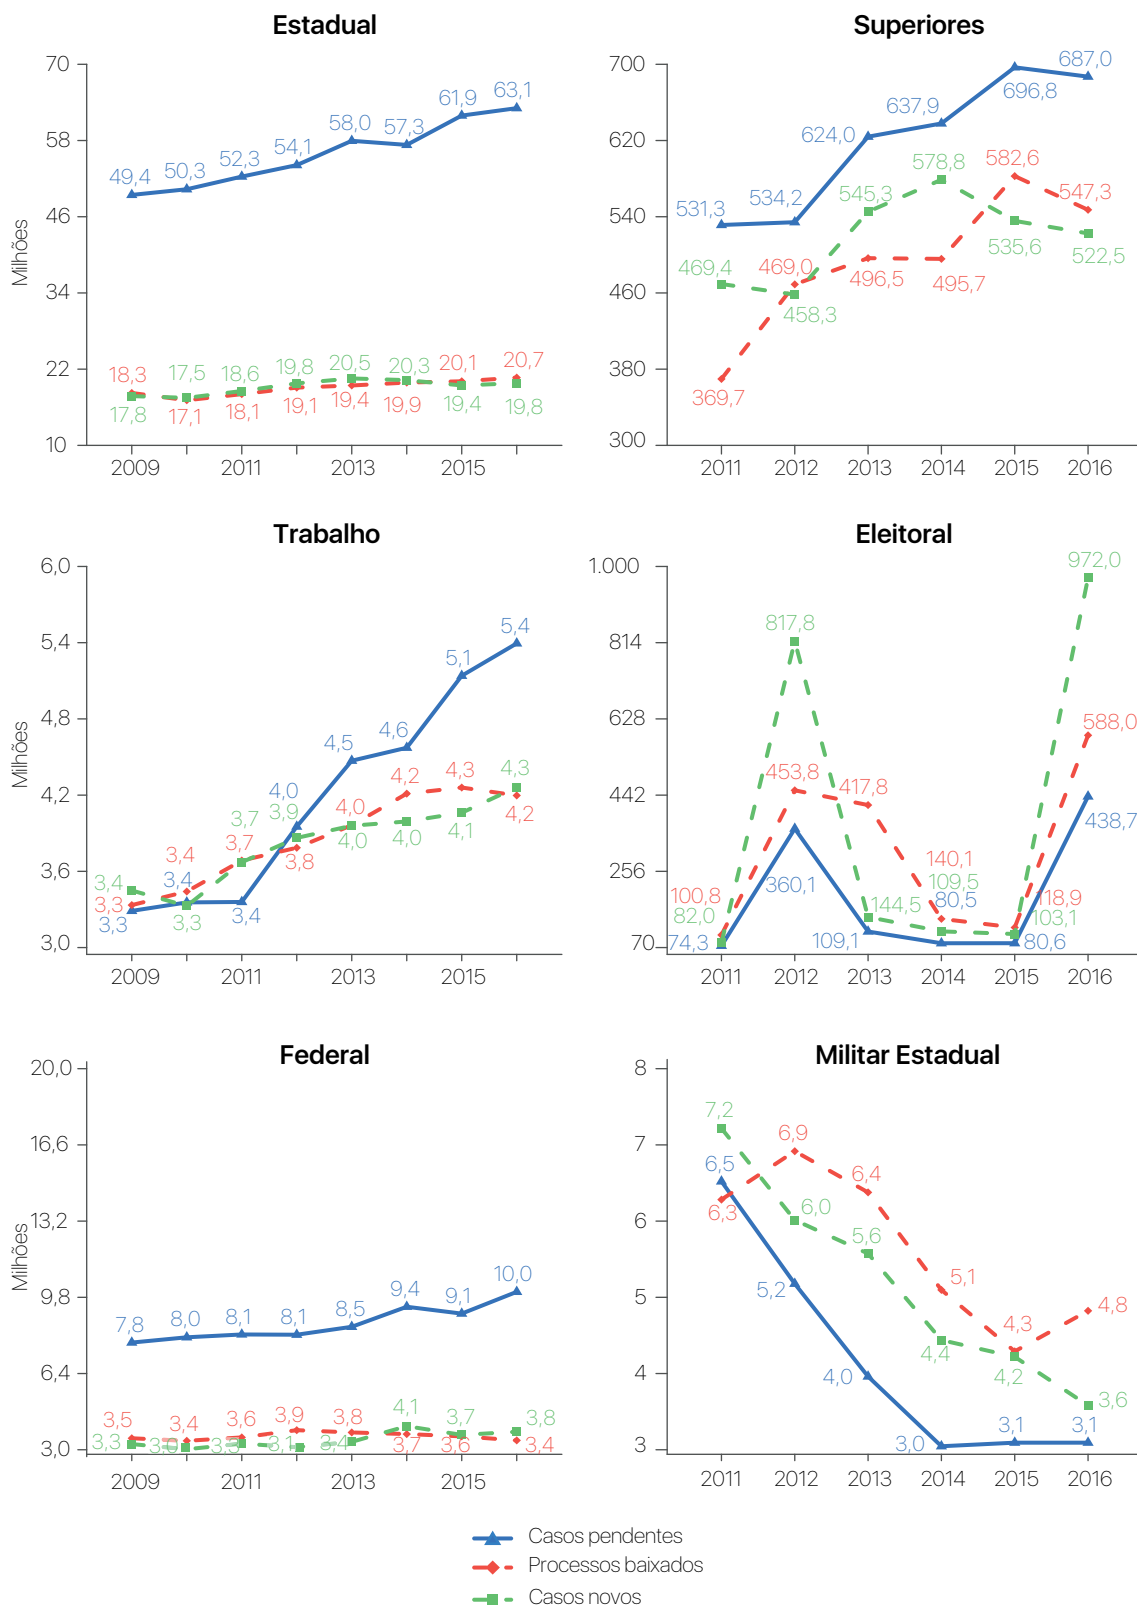 Estadual
70
58
46
34
22
10
Milhões
49,4 50,3 52,3 54,1 58,0 57,3 61,9 63,1
18,3 17,5 18,6 19,8 20,5 20,3 20,1 20,7
17,8 17,1 18,1 19,1 19,4 19,9 19,4 19,8
2009 2011 2013 2015
Superiores
700
620
540
460
380
300
531,3 534,2 624,0 637,9 696,8 687,0
469,4 469,0 545,3 578,8 582,6 547,3
369,7 458,3 496,5 495,7 535,6 522,5
2011 2012 2013 2014 2015 2016
Trabalho
6,0
5,4
4,8
4,2
3,6
3,0
Milhões
3,4 3,4 3,7 4,0 4,5 4,6 5,1 5,4
3,3 3,4 3,7 3,9 4,0 4,2 4,3 4,3
3,3 3,3 3,4 3,8 4,0 4,0 4,1 4,2
2009 2011 2013 2015
Eleitoral
1.000
814
628
442
256
70
100,8 817,8 417,8 140,1 118,9 972,0
82,0 453,8 144,5 109,5 103,1 588,0
74,3 360,1 109,1 80,5 80,6 438,7
2011 2012 2013 2014 2015 2016
Federal
20,0
16,6
13,2
9,8
6,4
3,0
Milhões
7,8 8,0 8,1 8,1 8,5 9,4 9,1 10,0
3,5 3,4 3,6 3,9 3,8 4,1 3,7 3,8
3,3 3,3 3,1 3,4 3,7 3,6 3,4
2009 2011 2013 2015
Militar Estadual
8
7
6
5
4
3
7,2 6,9 6,4 5,1 4,3 4,8
6,5 6,0 5,6 4,4 4,2 3,6
6,3 5,2 4,0 3,0 3,1 3,1
2011 2012 2013 2014 2015 2016
Casos pendentes
Processos baixados
Casos novos